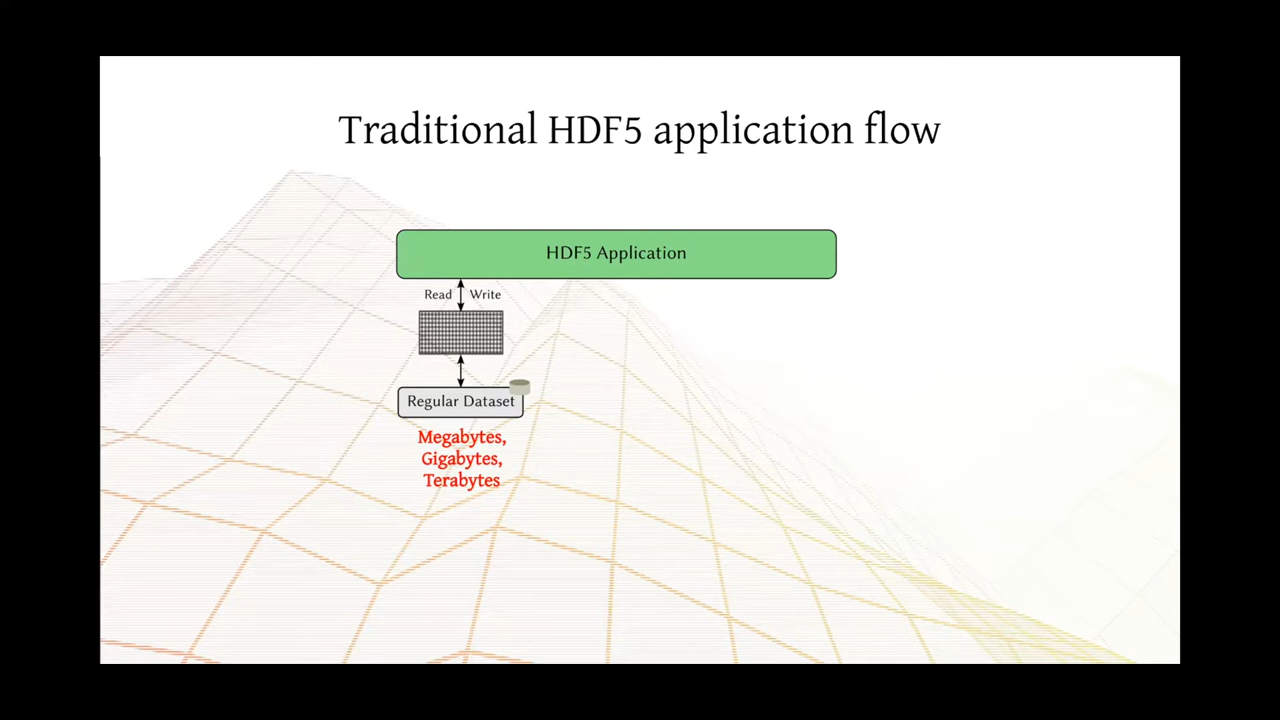 Traditional HDF5 application flow
HDF5 Application
Read Write
Regular Dataset
Megabytes,
Gigabytes,
Terabytes